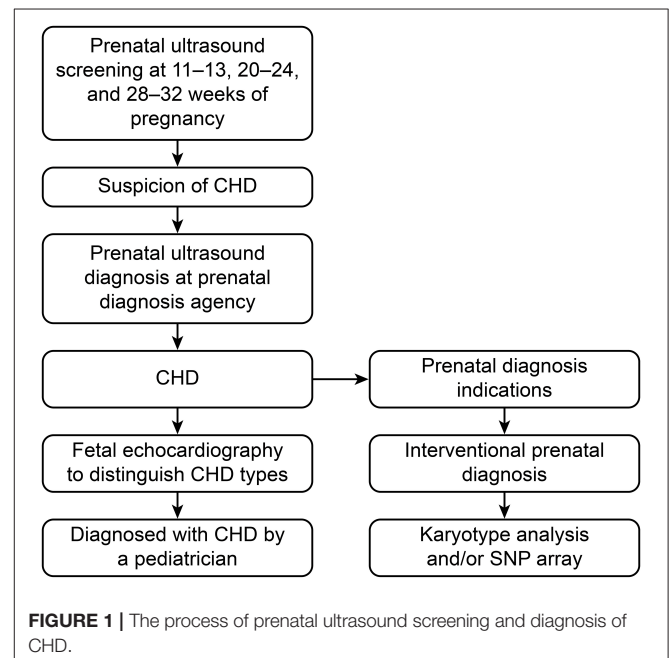 Prenatal ultrasound
screening at 11–13, 20–24,
and 28–32 weeks of
pregnancy
Suspicion of CHD
Prenatal ultrasound
diagnosis at prenatal
diagnosis agency
CHD
Prenatal diagnosis
indications
Fetal echocardiography
to distinguish CHD types
Interventional prenatal
diagnosis
Diagnosed with CHD by
a pediatrician
Karyotype analysis
and/or SNP array
FIGURE 1 | The process of prenatal ultrasound screening and diagnosis of
CHD.